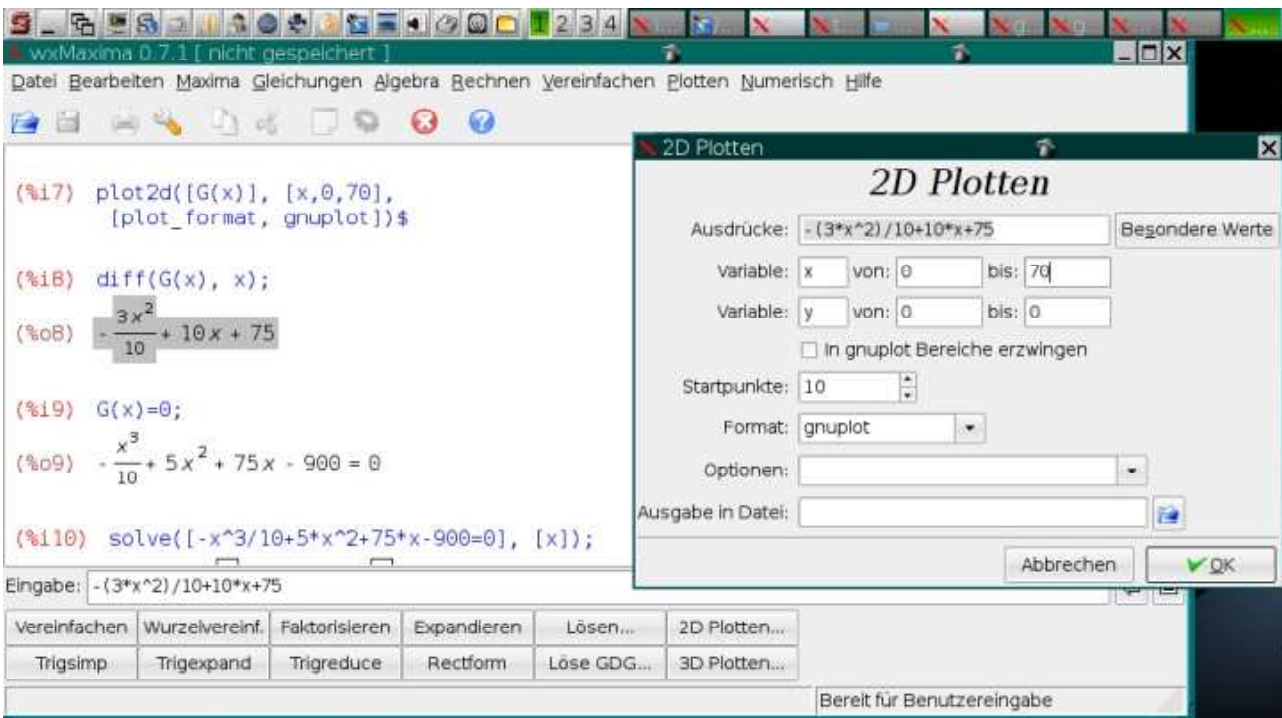 1 2 3 4
wxMaxima 0.7.1 [ nicht gespeichert ]
Datei Bearbeiten Maxima Gleichungen Algebra Rechnen Vereinfachen Plotten Numerisch Hilfe
(%i7) plot2d([G(x)], [x,0,70],
[plot_format, gnuplot])$
(%i8) diff(G(x), x);
(%o8) - 3x^2/10 + 10x + 75
(%i9) G(x)=0;
(%o9) - x^3/10 + 5x^2 + 75x - 900 = 0
(%i10) solve([-x^3/10+5*x^2+75*x-900=0], [x]);
Eingabe: -(3*x^2)/10+10*x+75
Vereinfachen Wurzelvereinf. Faktorisieren Expandieren Lösen... 2D Plotten...
Trigsimp Trigexpand Trigreduce Rectform Löse GDG... 3D Plotten...
Bereit für Benutzereingabe
2D Plotten
2D Plotten
Ausdrücke: -(3*x^2)/10+10*x+75 Besondere Werte
Variable: x von: 0 bis: 70
Variable: y von: 0 bis: 0
In gnuplot Bereiche erzwingen
Startpunkte: 10
Format: gnuplot
Optionen:
Ausgabe in Datei:
Abbrechen OK